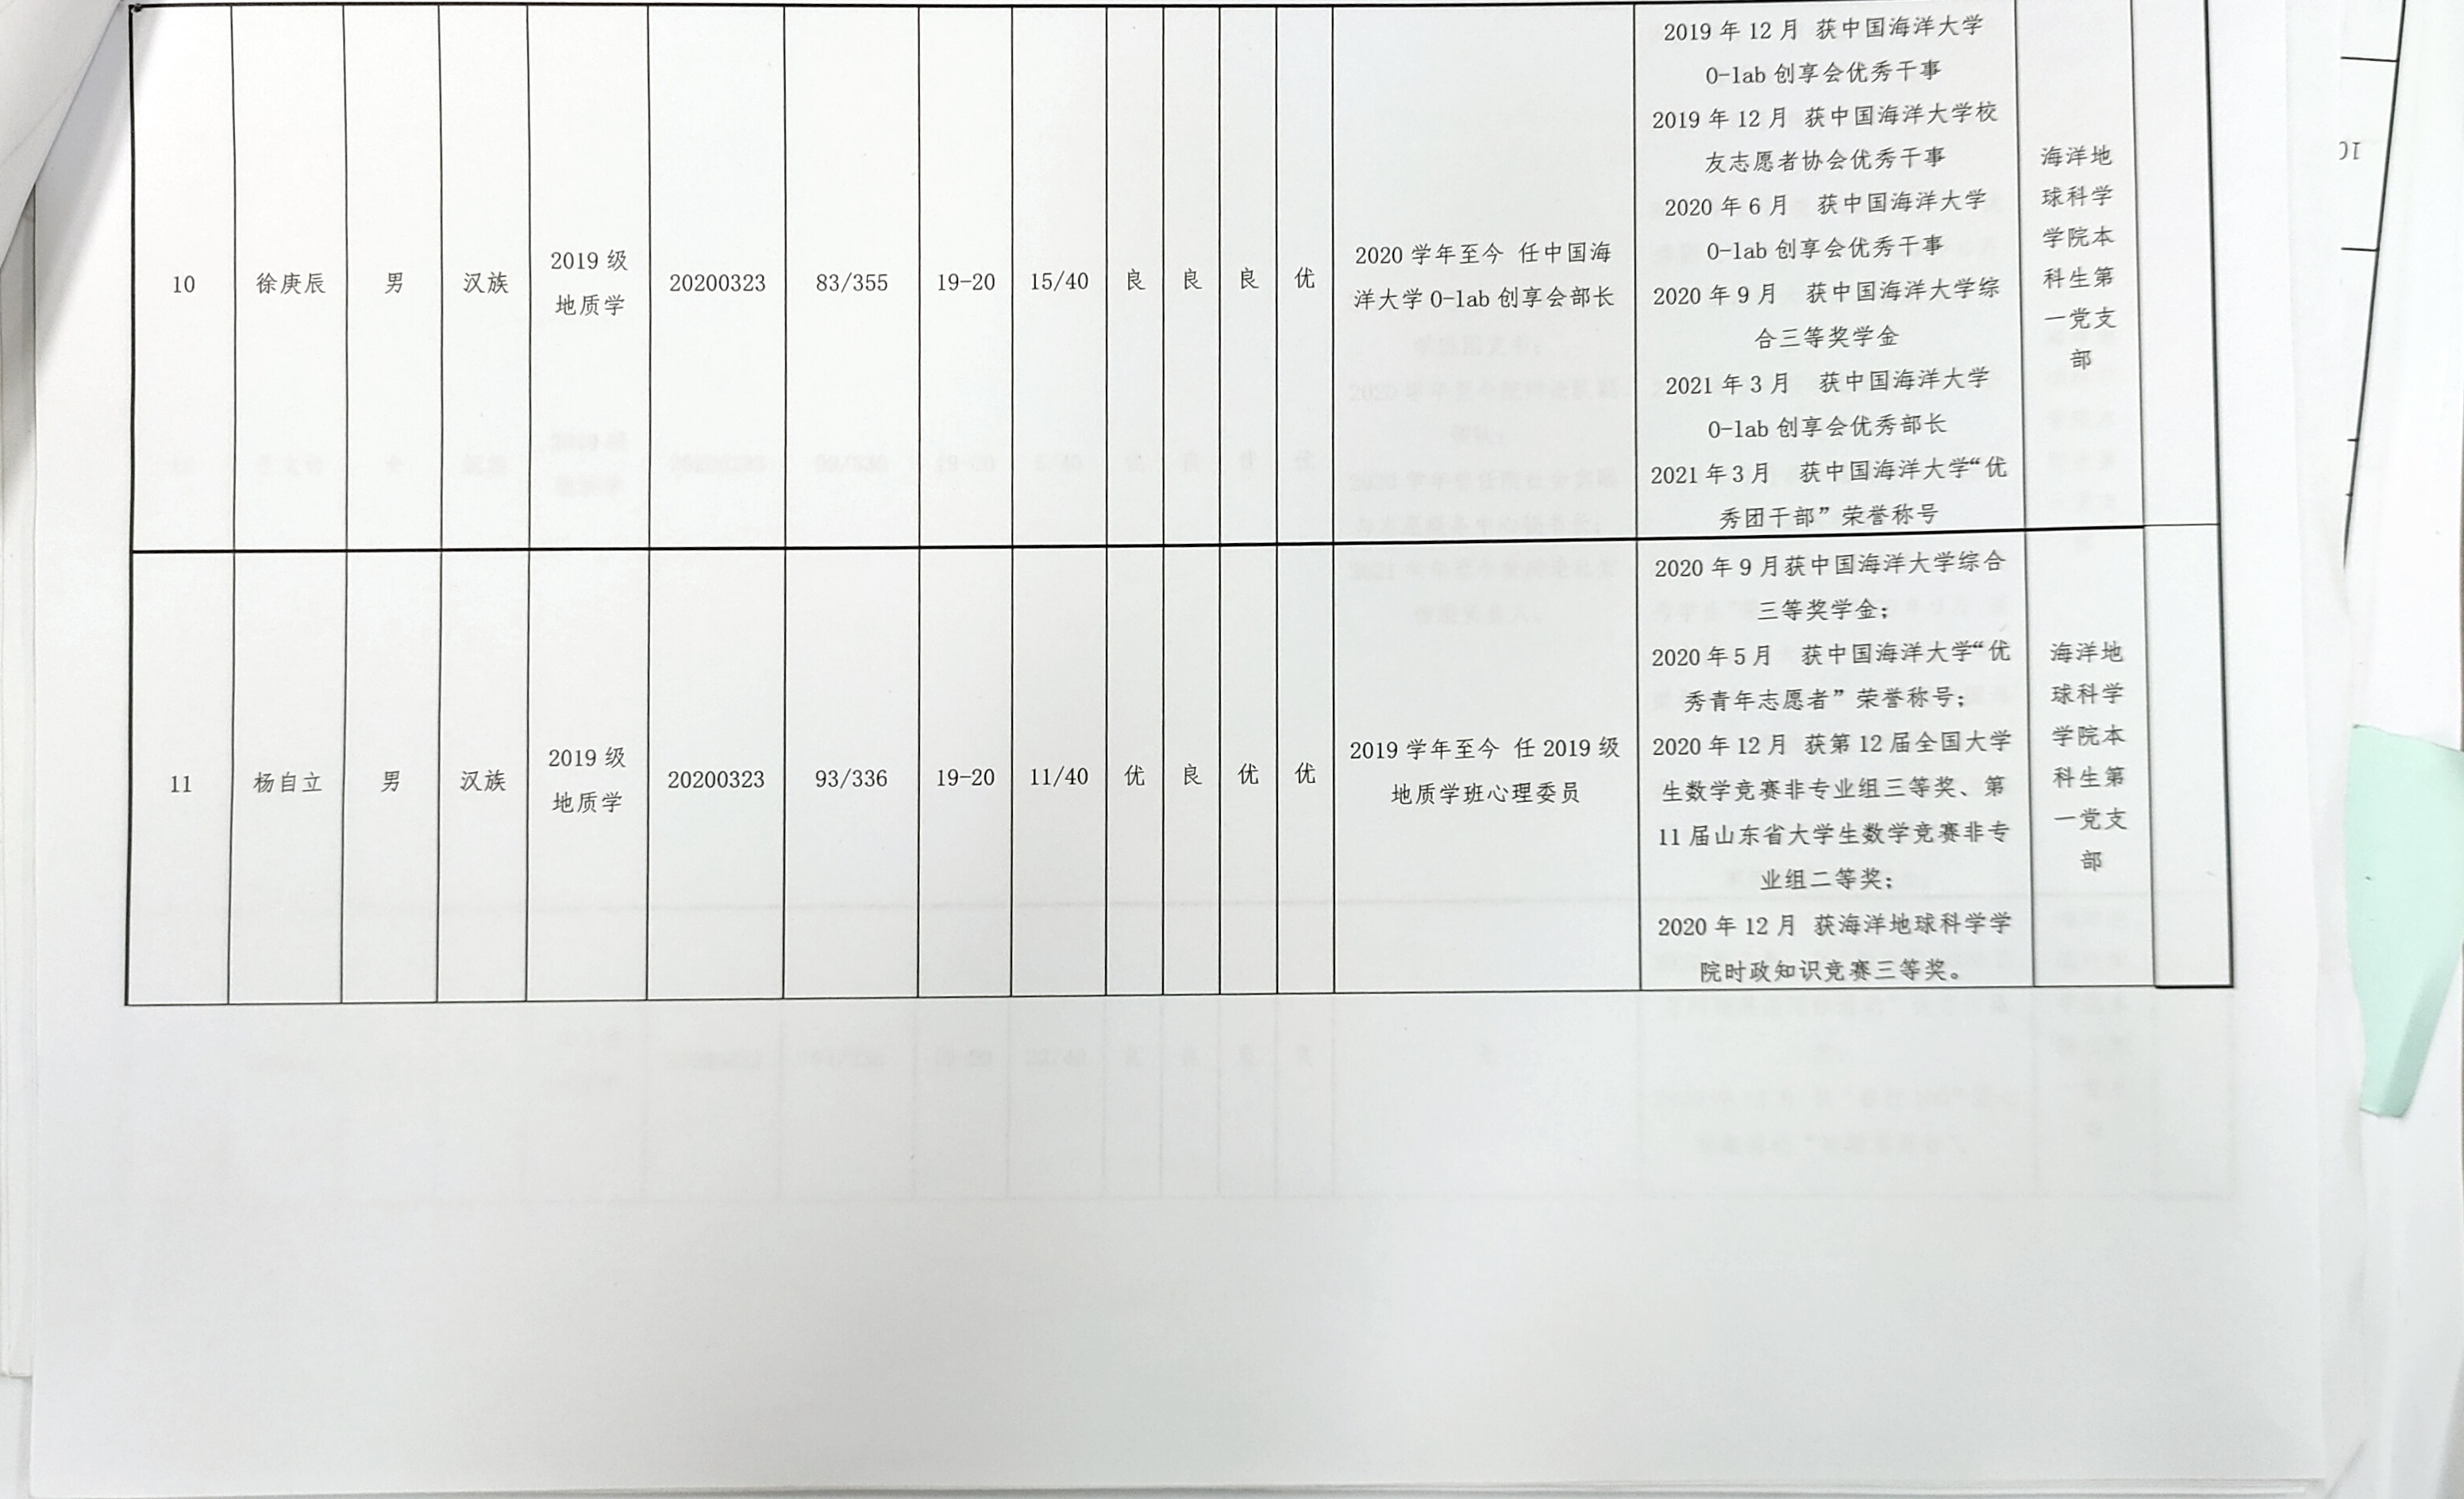 10
徐庚辰
男
汉族
2019 级
地质学
20200323
83/355
19-20
15/40
良
良
良
优
2020 学年至今 任中国海
洋大学 O-lab 创享会部长
2019 年 12 月 获中国海洋大学
O-lab 创享会优秀干事
2019 年 12 月 获中国海洋大学校
友志愿者协会优秀干事
2020 年 6 月 获中国海洋大学
O-lab 创享会优秀干事
2020 年 9 月 获中国海洋大学综
合三等奖学金
2021 年 3 月 获中国海洋大学
O-lab 创享会优秀部长
2021 年 3 月 获中国海洋大学“优
秀团干部”荣誉称号
海洋地
球科学
学院本
科生第
一党支
部
11
杨自立
男
汉族
2019 级
地质学
20200323
93/336
19-20
11/40
优
良
优
优
2019 学年至今 任 2019 级
地质学班心理委员
2020 年 9 月获中国海洋大学综合
三等奖学金；
2020 年 5 月 获中国海洋大学“优
秀青年志愿者”荣誉称号；
2020 年 12 月 获第 12 届全国大学
生数学竞赛非专业组三等奖、第
11 届山东省大学生数学竞赛非专
业组二等奖；
2020 年 12 月 获海洋地球科学学
院时政知识竞赛三等奖。
海洋地
球科学
学院本
科生第
一党支
部